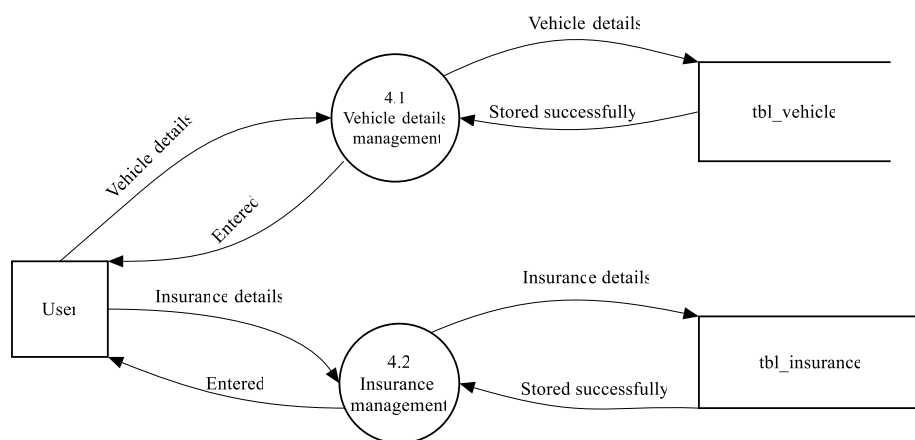 Vehicle details
4.1
Vehicle details
management
Stored successfully
tbl_vehicle
Vehicle details
Entered
User
Insurance details
Insurance details
4.2
Insurance
management
tbl_insurance
Entered
Stored successfully